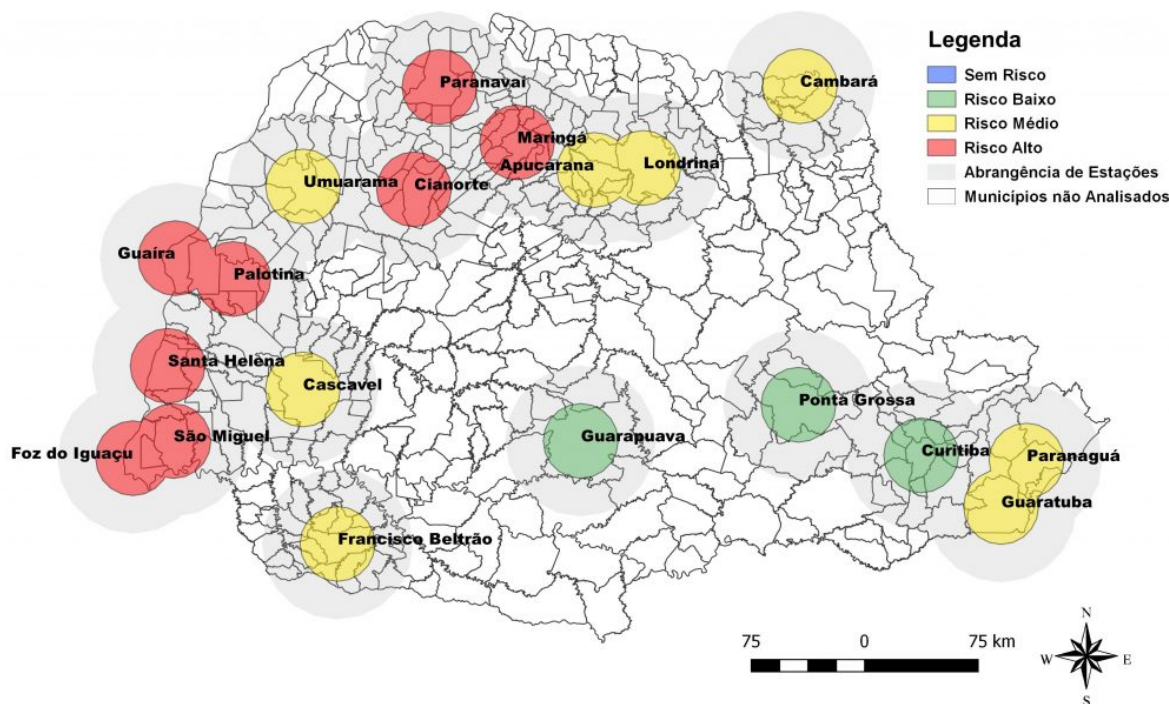 Legenda
Sem Risco
Risco Baixo
Risco Médio
Risco Alto
Abrangência de Estações
Municípios não Analisados
Paranavai
Cambará
Maringá
Apucarana
Londrina
Umuarama
Cianorte
Guaírá
Palotina
Santa Helena
Cascavel
Ponta Grossa
São Miguel
Guarapuava
Foz do Iguaçu
Curitiba
Paranaguá
Guaratuba
Francisco Beltrão
75 0 75 km
N
W E
S